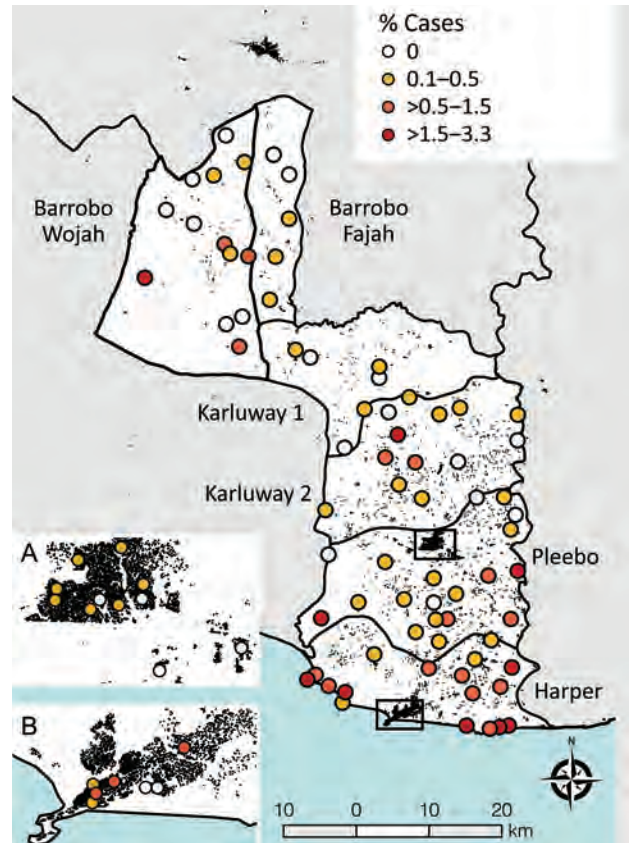 % Cases
0
0.1–0.5
>0.5–1.5
>1.5–3.3
Barrobo
Wojah
Barrobo
Fajah
Karluway 1
Karluway 2
Pleebo
Harper
A
B
N
10 0 10 20
km